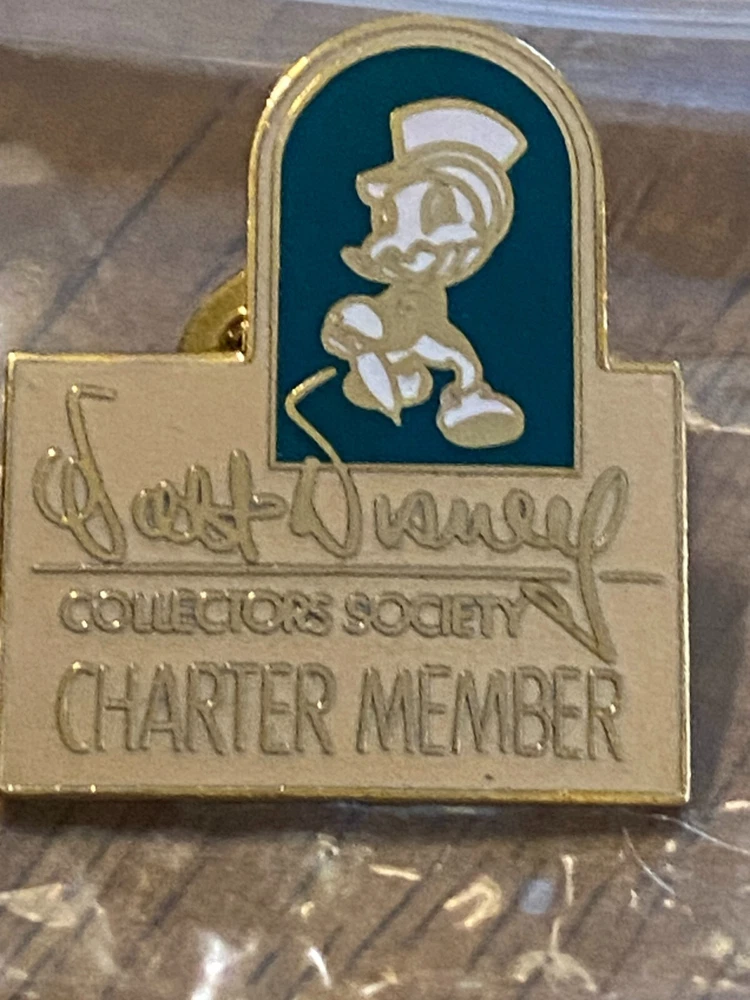 Walt Disney
COLLECTORS SOCIETY
CHARTER MEMBER